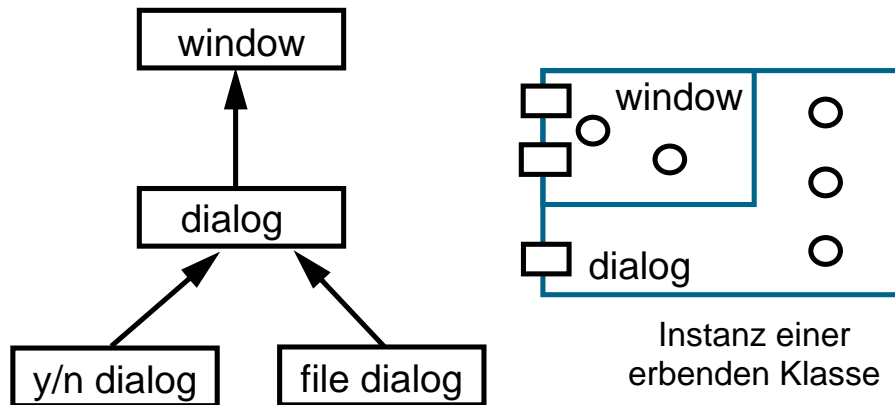 window
dialog
y/n dialog
file dialog
window
dialog
Instanz einer
erbenden Klasse